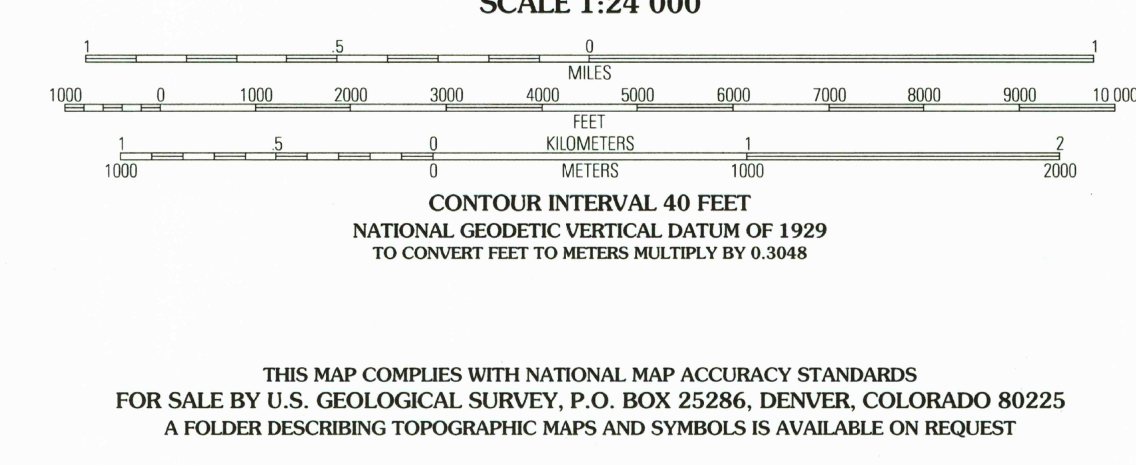 SCALE 1:24 000
1 .5 0 1
MILES
1000 0 1000 2000 3000 4000 5000 6000 7000 8000 9000 10 000
FEET
1 .5 0 KILOMETERS 1 2
1000 0 METERS 1000 2000
CONTOUR INTERVAL 40 FEET
NATIONAL GEODETIC VERTICAL DATUM OF 1929
TO CONVERT FEET TO METERS MULTIPLY BY 0.3048
THIS MAP COMPLIES WITH NATIONAL MAP ACCURACY STANDARDS
FOR SALE BY U.S. GEOLOGICAL SURVEY, P.O. BOX 25286, DENVER, COLORADO 80225
A FOLDER DESCRIBING TOPOGRAPHIC MAPS AND SYMBOLS IS AVAILABLE ON REQUEST